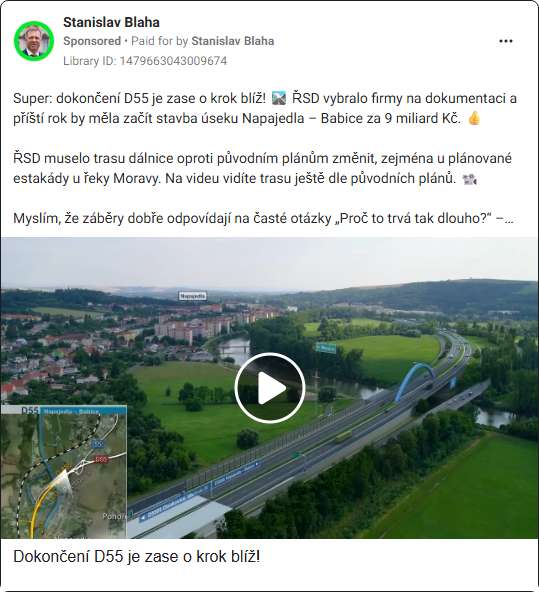 Stanislav Blaha
Sponsored • Paid for by Stanislav Blaha
Library ID: 1479663043009674
Super: dokončení D55 je zase o krok blíž! 🛣️ ŘSD vybralo firmy na dokumentaci a
příští rok by měla začít stavba úseku Napajedla – Babice za 9 miliard Kč. 👍
ŘSD muselo trasu dálnice oproti původním plánům změnit, zejména u plánované
estakády u řeky Moravy. Na videu vidíte trasu ještě dle původních plánů. 📽️
Myslím, že záběry dobře odpovídají na časté otázky „Proč to trvá tak dlouho?“ –...
Napajedla
D55 Napajedla – Babice
55
D55
Dokončení D55 je zase o krok blíž!